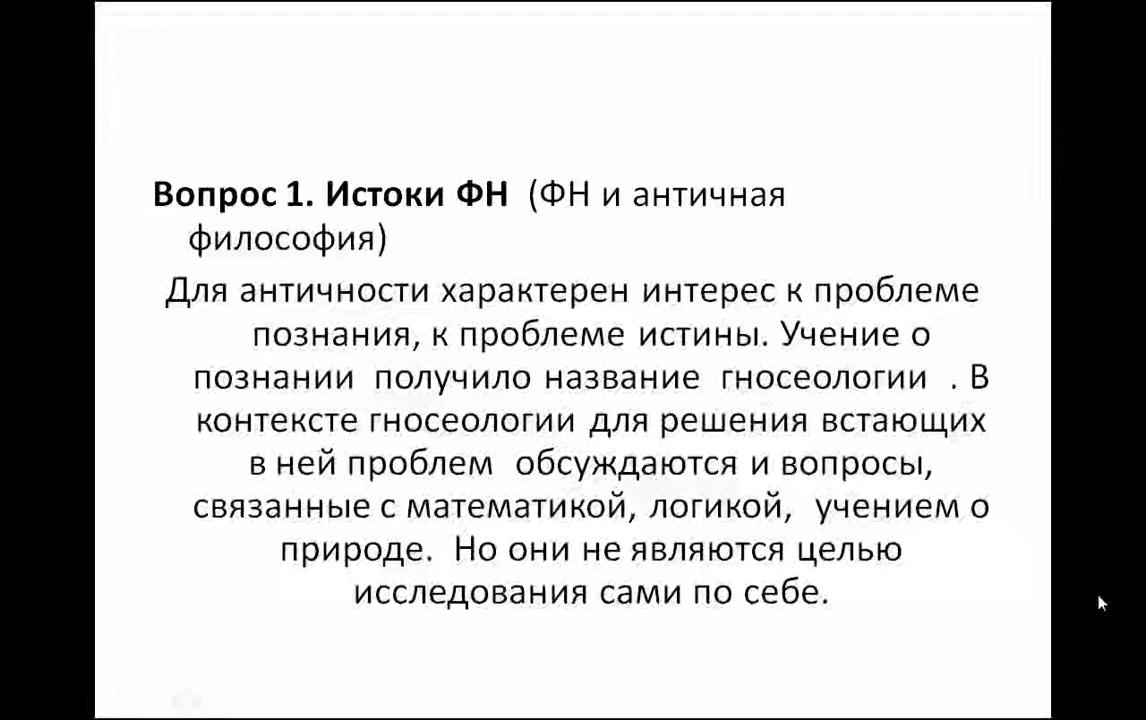 Вопрос 1. Истоки ФН (ФН и античная
философия)
Для античности характерен интерес к проблеме
познания, к проблеме истины. Учение о
познании получило название гносеологии . В
контексте гносеологии для решения встающих
в ней проблем обсуждаются и вопросы,
связанные с математикой, логикой, учением о
природе. Но они не являются целью
исследования сами по себе.